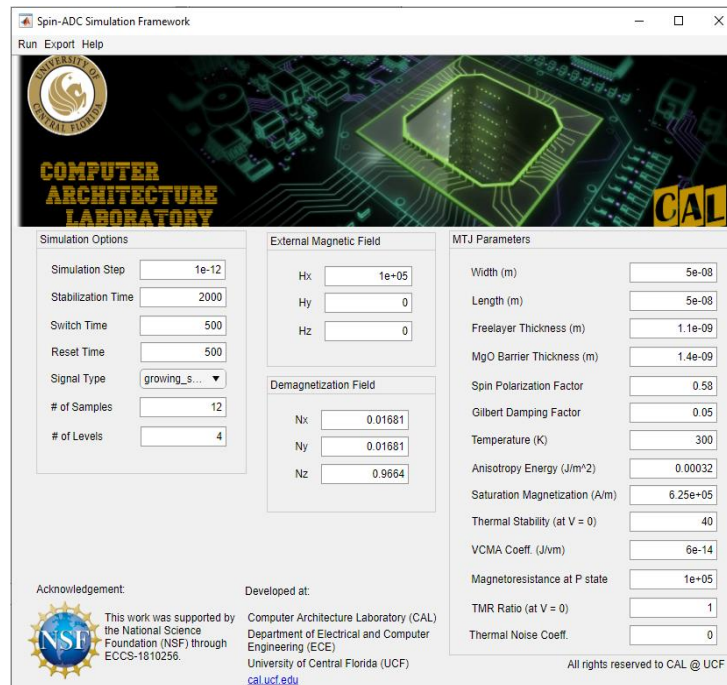 Spin-ADC Simulation Framework
Run Export Help
UNIVERSITY OF
CENTRAL FLORIDA
COMPUTER
ARCHITECTURE
LABORATORY
CAL
Simulation Options
Simulation Step 1e-12
Stabilization Time 2000
Switch Time 500
Reset Time 500
Signal Type growing_s...
# of Samples 12
# of Levels 4
External Magnetic Field
Hx 1e+05
Hy 0
Hz 0
Demagnetization Field
Nx 0.01681
Ny 0.01681
Nz 0.9664
MTJ Parameters
Width (m) 5e-08
Length (m) 5e-08
Freelayer Thickness (m) 1.1e-09
MgO Barrier Thickness (m) 1.4e-09
Spin Polarization Factor 0.58
Gilbert Damping Factor 0.05
Temperature (K) 300
Anisotropy Energy (J/m^2) 0.00032
Saturation Magnetization (A/m) 6.25e+05
Thermal Stability (at V = 0) 40
VCMA Coeff. (J/vm) 6e-14
Magnetoresistance at P state 1e+05
TMR Ratio (at V = 0) 1
Thermal Noise Coeff. 0
Acknowledgement:
NSF
This work was supported by
the National Science
Foundation (NSF) through
ECCS-1810256.
Developed at:
Computer Architecture Laboratory (CAL)
Department of Electrical and Computer
Engineering (ECE)
University of Central Florida (UCF)
cal.ucf.edu
All rights reserved to CAL @ UCF